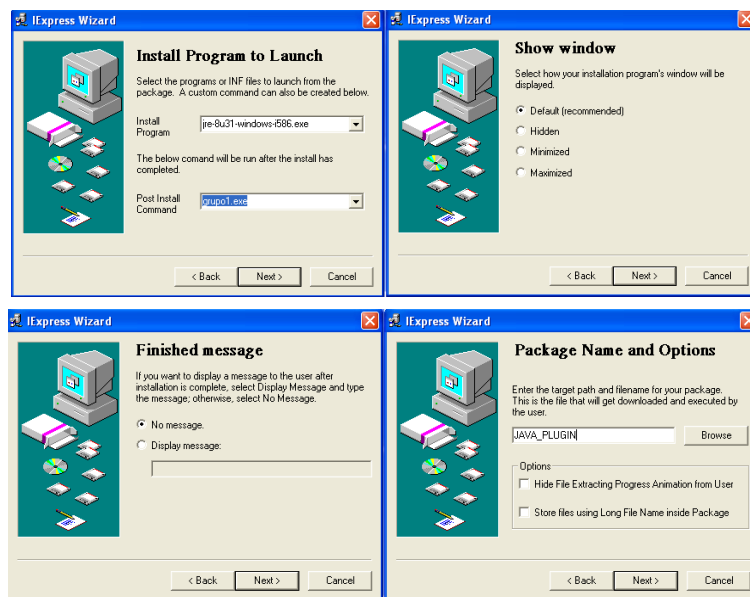 IExpress Wizard
Install Program to Launch
Select the programs or INF files to launch from the
package. A custom command can also be created below.
Install
Program
jre-8u31-windows-i586.exe
The below comand will be run after the install has
completed.
Post Install
Command
grupo1.exe
< Back
Next >
Cancel
IExpress Wizard
Show window
Select how your installation program's window will be
displayed.
Default (recommended)
Hidden
Minimized
Maximized
< Back
Next >
Cancel
IExpress Wizard
Finished message
If you want to display a message to the user after
installation is complete, select Display Message and type
the message; otherwise, select No Message.
No message.
Display message:
< Back
Next >
Cancel
IExpress Wizard
Package Name and Options
Enter the target path and filename for your package.
This is the file that will get downloaded and executed by
the user.
JAVA_PLUGIN
Browse
Options
Hide File Extracting Progress Animation from User
Store files using Long File Name inside Package
< Back
Next >
Cancel